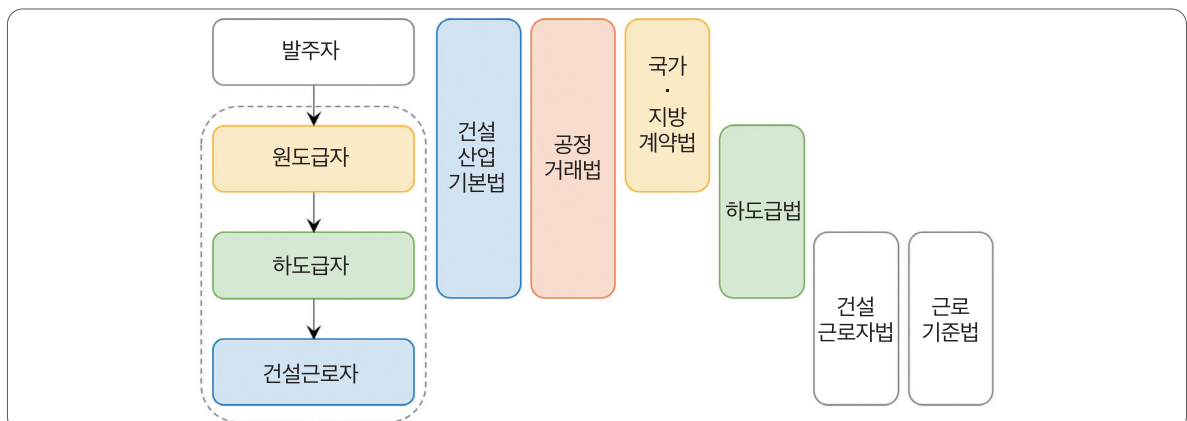 발주자
원도급자
하도급자
건설근로자
건설
산업
기본법
공정
거래법
국가
·
지방
계약법
하도급법
건설
근로자법
근로
기준법